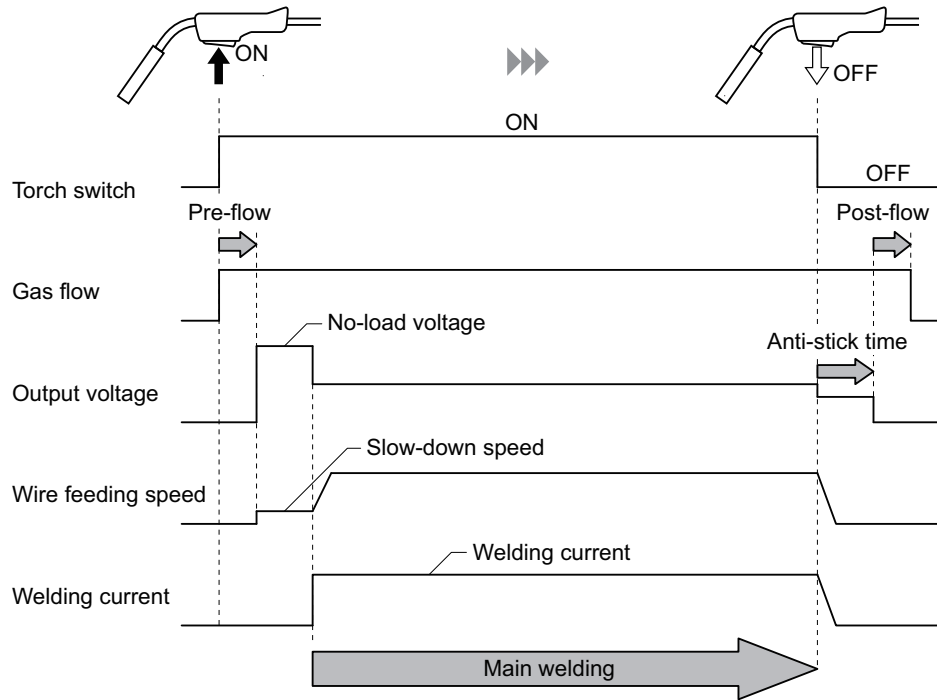 ON
OFF
ON
Torch switch
OFF
Pre-flow
Post-flow
Gas flow
No-load voltage
Anti-stick time
Output voltage
Slow-down speed
Wire feeding speed
Welding current
Welding current
Main welding